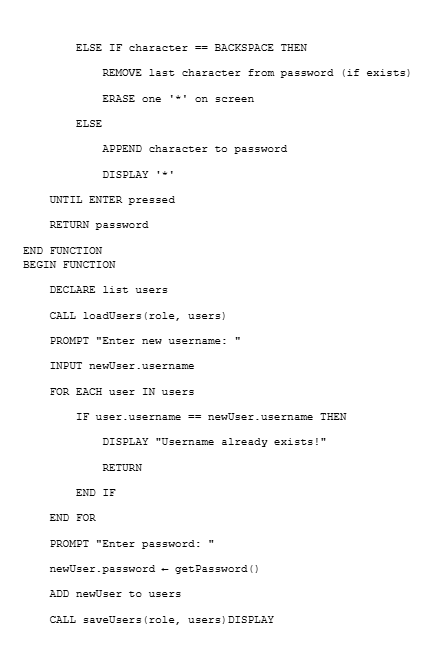 ELSE IF character == BACKSPACE THEN
REMOVE last character from password (if exists)
ERASE one '*' on screen
ELSE
APPEND character to password
DISPLAY '*'
UNTIL ENTER pressed
RETURN password
END FUNCTION
BEGIN FUNCTION
DECLARE list users
CALL loadUsers(role, users)
PROMPT "Enter new username: "
INPUT newUser.username
FOR EACH user IN users
IF user.username == newUser.username THEN
DISPLAY "Username already exists!"
RETURN
END IF
END FOR
PROMPT "Enter password: "
newUser.password ← getPassword()
ADD newUser to users
CALL saveUsers(role, users)DISPLAY